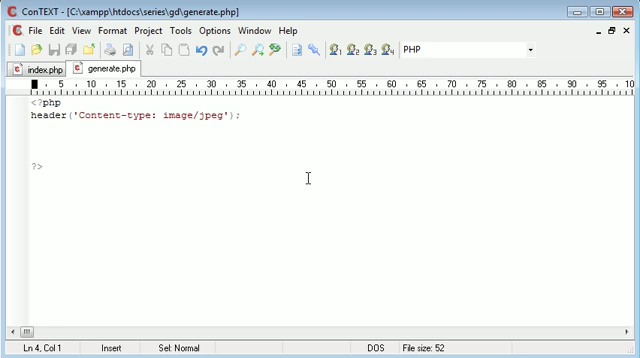 ConTEXT - [C:\xampp\htdocs\series\gd\generate.php]
File Edit View Format Project Tools Options Window Help
PHP
index.php generate.php
5 10 15 20 25 30 35 40 45 50 55 60 65 70 75 80 85 90 95 10
<?php
header('Content-type: image/jpeg');
?>
Ln 4, Col 1 Insert Sel: Normal DOS File size: 52